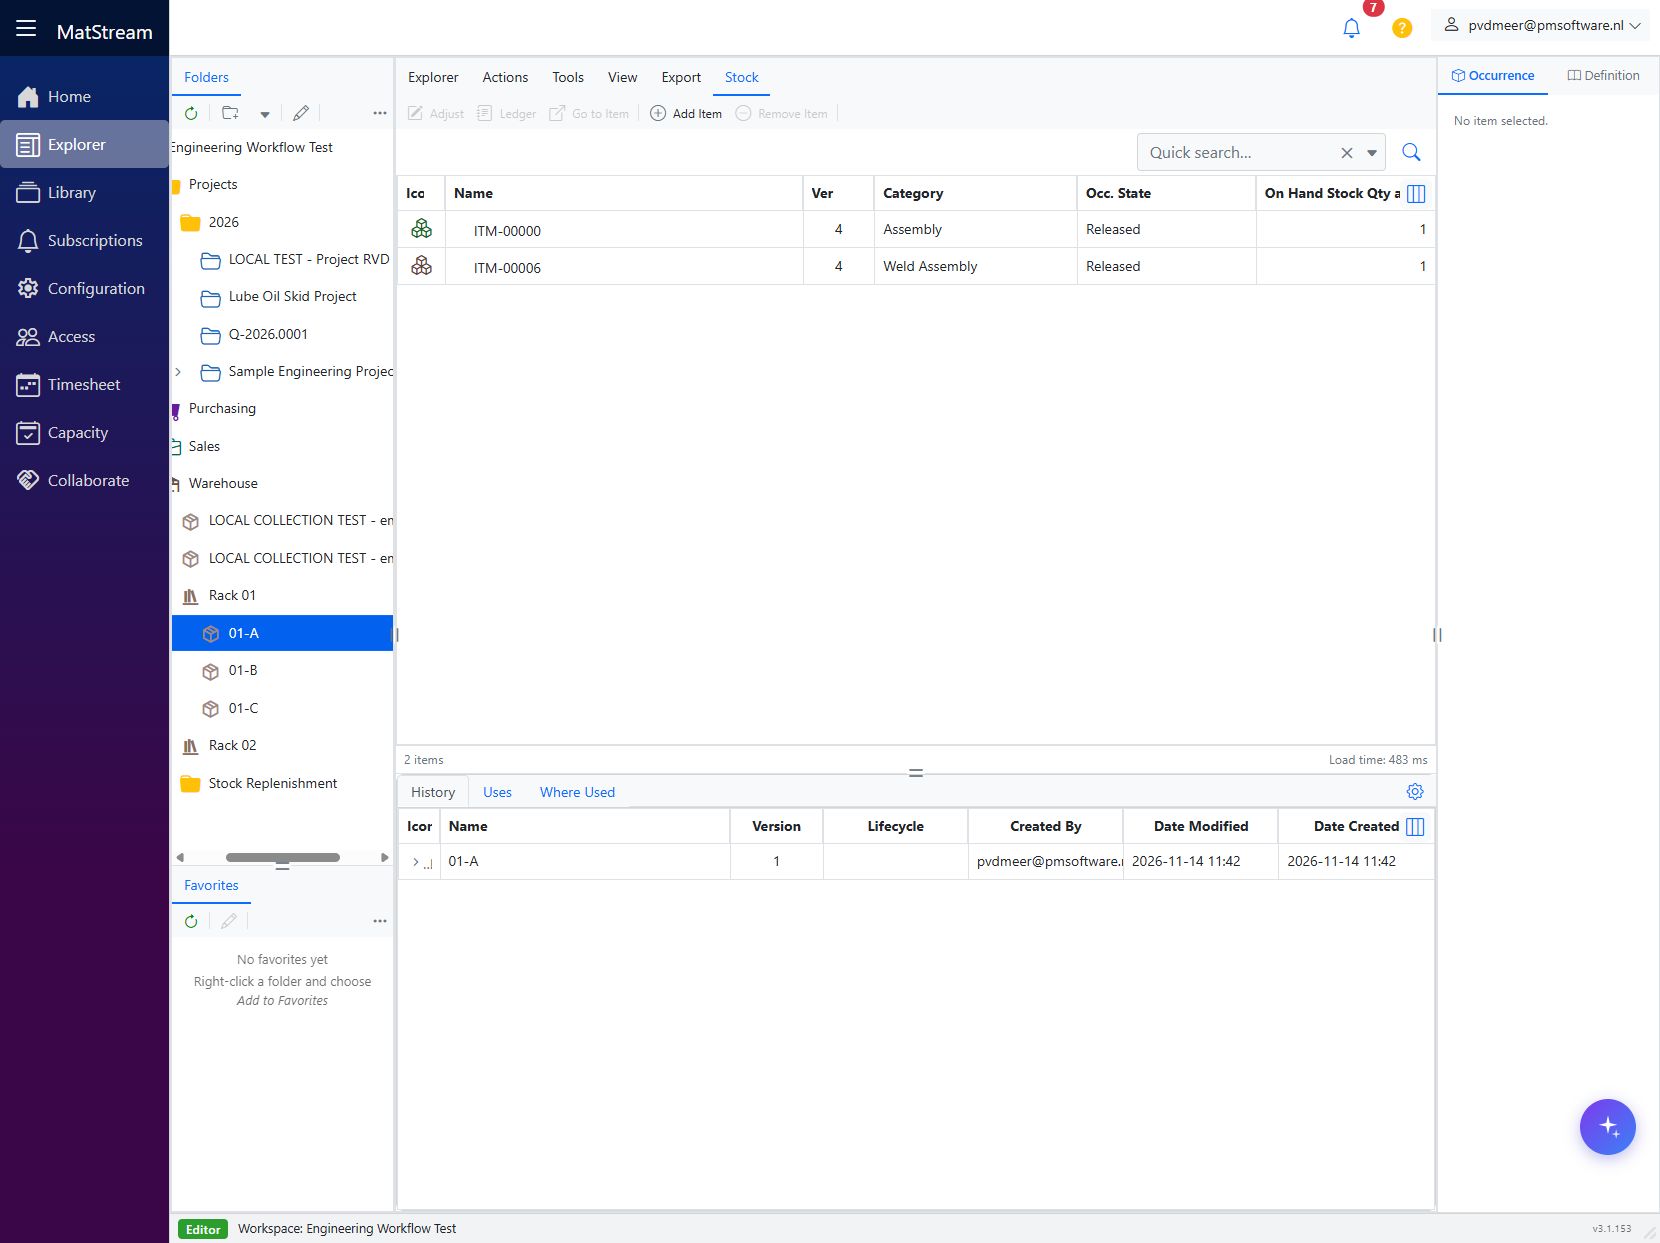 MatStream
7
?
pvdmeer@pmsoftware.nl
Home
Explorer
Library
Subscriptions
Configuration
Access
Timesheet
Capacity
Collaborate
Folders
Engineering Workflow Test
Projects
2026
LOCAL TEST - Project RVD
Lube Oil Skid Project
Q-2026.0001
Sample Engineering Projec
Purchasing
Sales
Warehouse
LOCAL COLLECTION TEST - em
LOCAL COLLECTION TEST - em
Rack 01
01-A
01-B
01-C
Rack 02
Stock Replenishment
Favorites
No favorites yet
Right-click a folder and choose
Add to Favorites
Explorer Actions Tools View Export Stock
Adjust Ledger Go to Item Add Item Remove Item
Quick search...
Ico Name Ver Category Occ. State On Hand Stock Qty a
ITM-00000 4 Assembly Released 1
ITM-00006 4 Weld Assembly Released 1
2 items Load time: 483 ms
History Uses Where Used
Icon Name Version Lifecycle Created By Date Modified Date Created
01-A 1 pvdmeer@pmsoftware.n 2026-11-14 11:42 2026-11-14 11:42
Occurrence Definition
No item selected.
Editor Workspace: Engineering Workflow Test v3.1.153